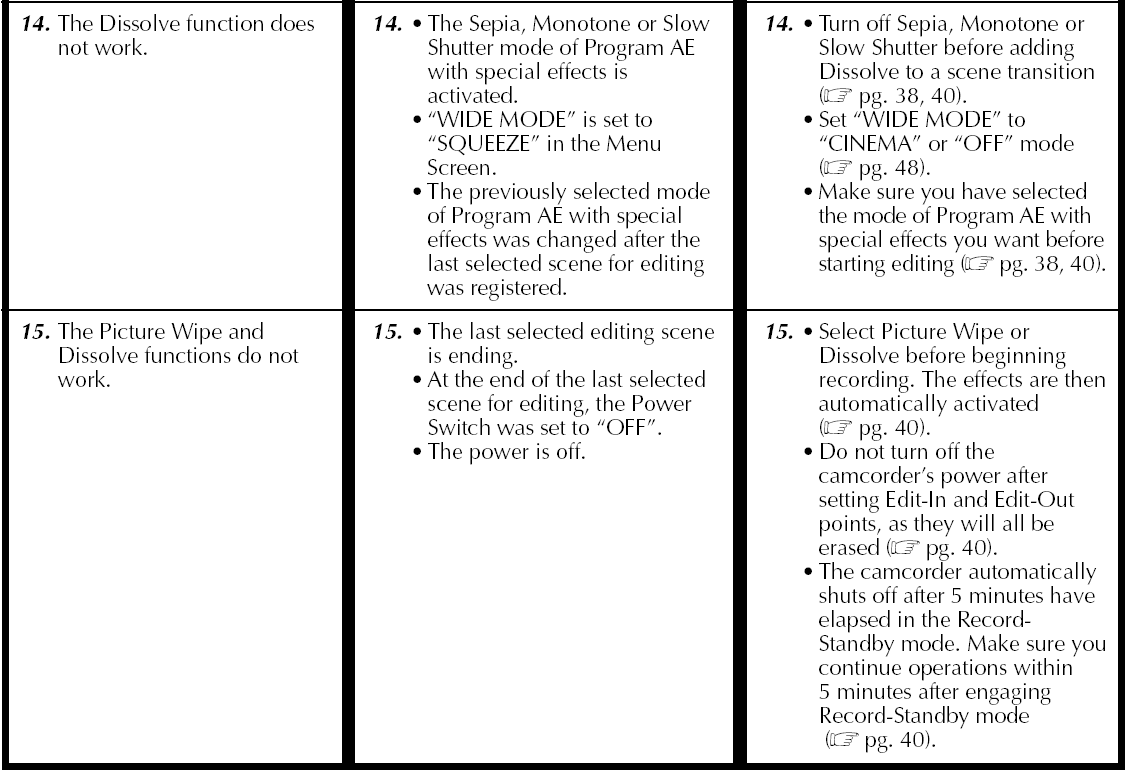 14. The Dissolve function does
not work.
14. • The Sepia, Monotone or Slow
Shutter mode of Program AE
with special effects is
activated.
• “WIDE MODE” is set to
“SQUEEZE” in the Menu
Screen.
• The previously selected mode
of Program AE with special
effects was changed after the
last selected scene for editing
was registered.
14. • Turn off Sepia, Monotone or
Slow Shutter before adding
Dissolve to a scene transition
(☞ pg. 38, 40).
• Set “WIDE MODE” to
“CINEMA” or “OFF” mode
(☞ pg. 48).
• Make sure you have selected
the mode of Program AE with
special effects you want before
starting editing (☞ pg. 38, 40).
15. The Picture Wipe and
Dissolve functions do not
work.
15. • The last selected editing scene
is ending.
• At the end of the last selected
scene for editing, the Power
Switch was set to “OFF”.
• The power is off.
15. • Select Picture Wipe or
Dissolve before beginning
recording. The effects are then
automatically activated
(☞ pg. 40).
• Do not turn off the
camcorder’s power after
setting Edit-In and Edit-Out
points, as they will all be
erased (☞ pg. 40).
• The camcorder automatically
shuts off after 5 minutes have
elapsed in the Record-
Standby mode. Make sure you
continue operations within
5 minutes after engaging
Record-Standby mode
(☞ pg. 40).